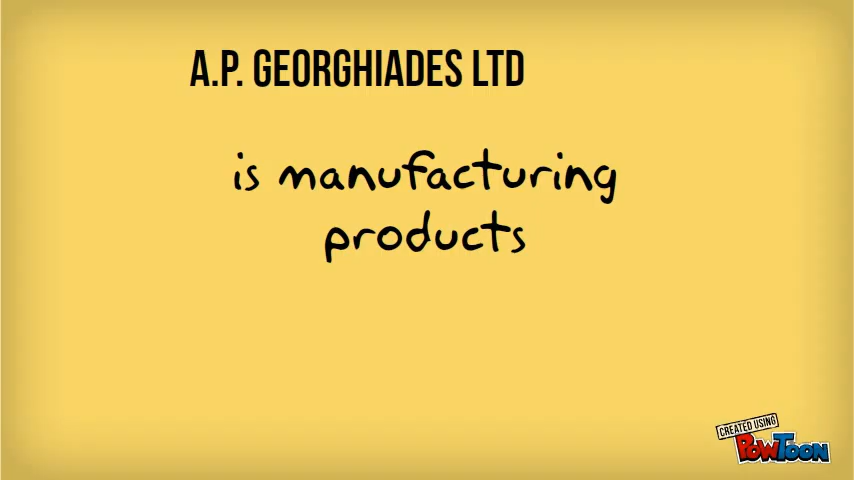 A.P. GEORGHIADES LTD
is manufacturing
products
CREATED USING
POWTOON